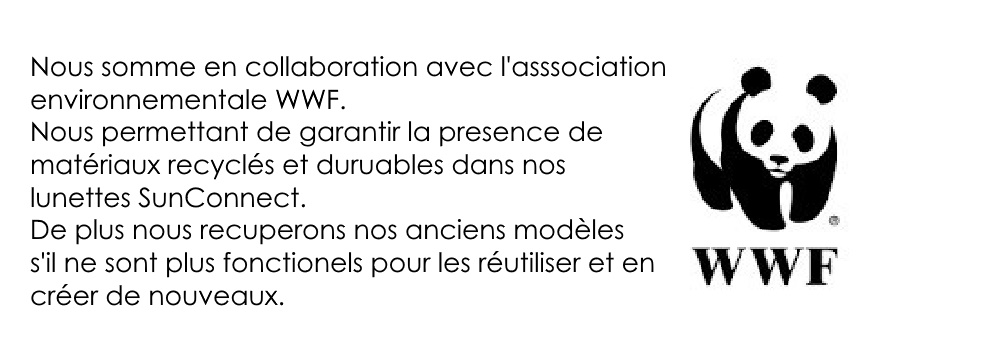 Nous somme en collaboration avec l'asssociation
environnementale WWF.
Nous permettant de garantir la presence de
matériaux recyclés et duruables dans nos
lunettes SunConnect.
De plus nous recuperons nos anciens modèles
s'il ne sont plus fonctionels pour les réutiliser et en
créer de nouveaux.
®
WWF